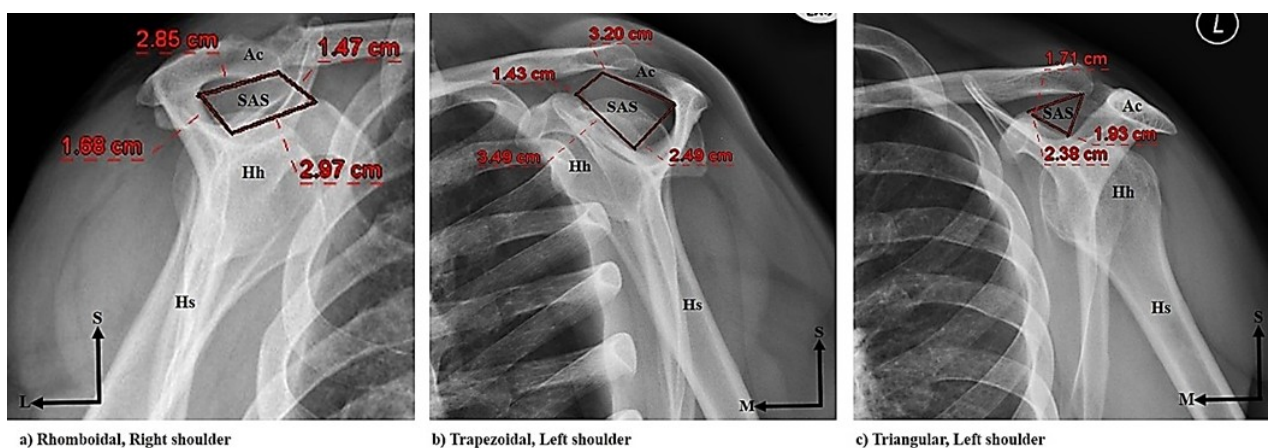 2.85 cm
Ac
1.47 cm
SAS
1.68 cm
Hh
2.97 cm
Hs
S
L
a) Rhomboidal, Right shoulder
3.20 cm
Ac
1.43 cm
SAS
3.49 cm
Hh
2.49 cm
Hs
S
M
b) Trapezoidal, Left shoulder
L
1.71 cm
Ac
SAS
1.93 cm
2.38 cm
Hh
Hs
S
M
c) Triangular, Left shoulder